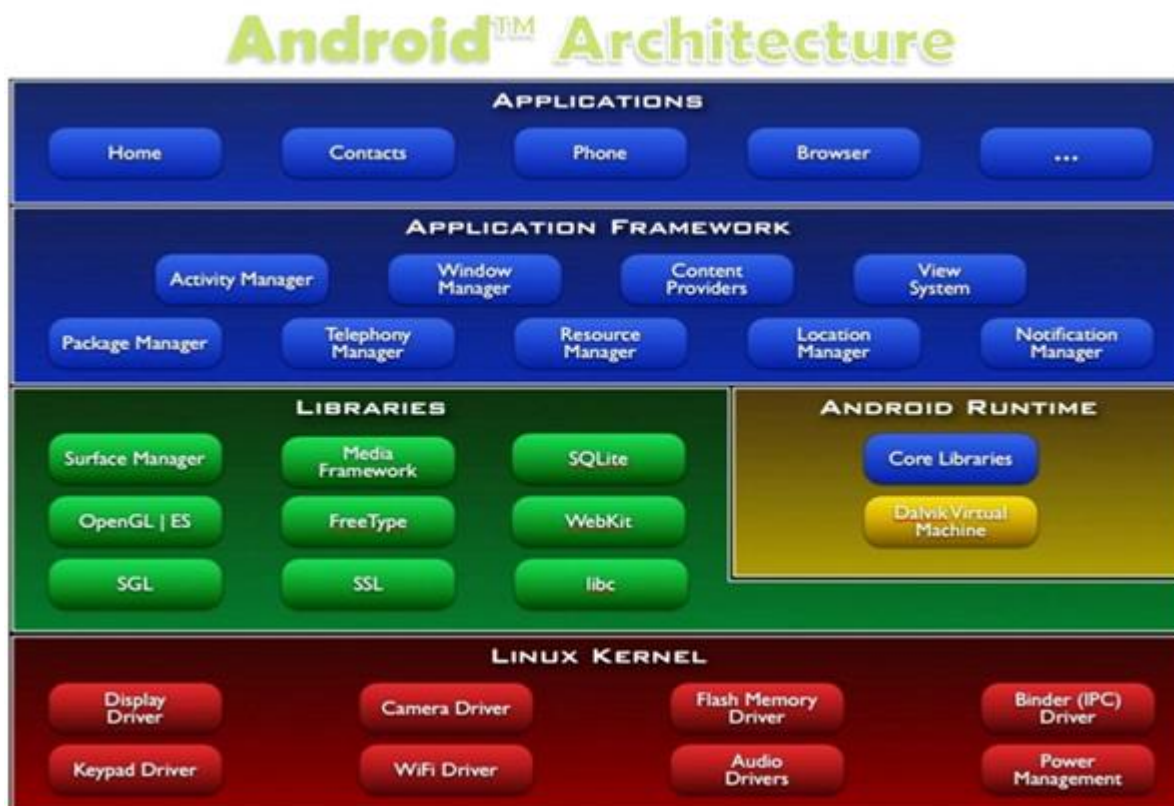 Android™ Architecture
APPLICATIONS
Home
Contacts
Phone
Browser
...
APPLICATION FRAMEWORK
Activity Manager
Window
Manager
Content
Providers
View
System
Package Manager
Telephony
Manager
Resource
Manager
Location
Manager
Notification
Manager
LIBRARIES
Surface Manager
Media
Framework
SQLite
OpenGL | ES
FreeType
WebKit
SGL
SSL
libc
ANDROID RUNTIME
Core Libraries
Dalvik Virtual
Machine
LINUX KERNEL
Display
Driver
Camera Driver
Flash Memory
Driver
Binder (IPC)
Driver
Keypad Driver
WiFi Driver
Audio
Drivers
Power
Management